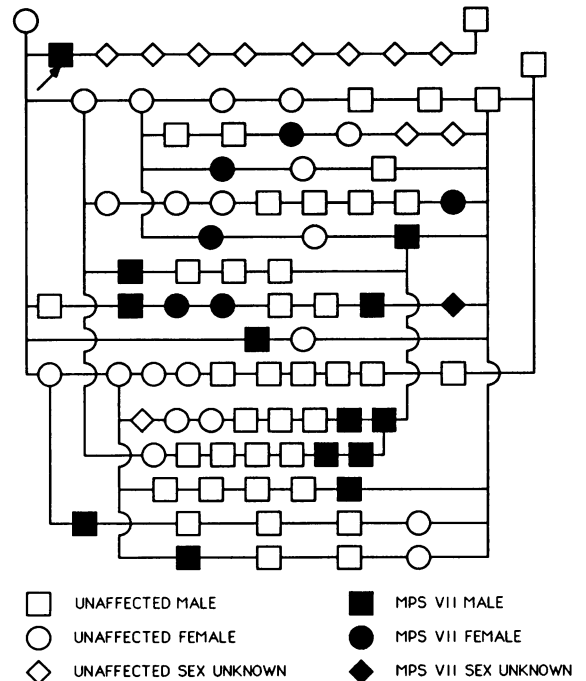 UNAFFECTED MALE
MPS VII MALE
UNAFFECTED FEMALE
MPS VII FEMALE
UNAFFECTED SEX UNKNOWN
MPS VII SEX UNKNOWN